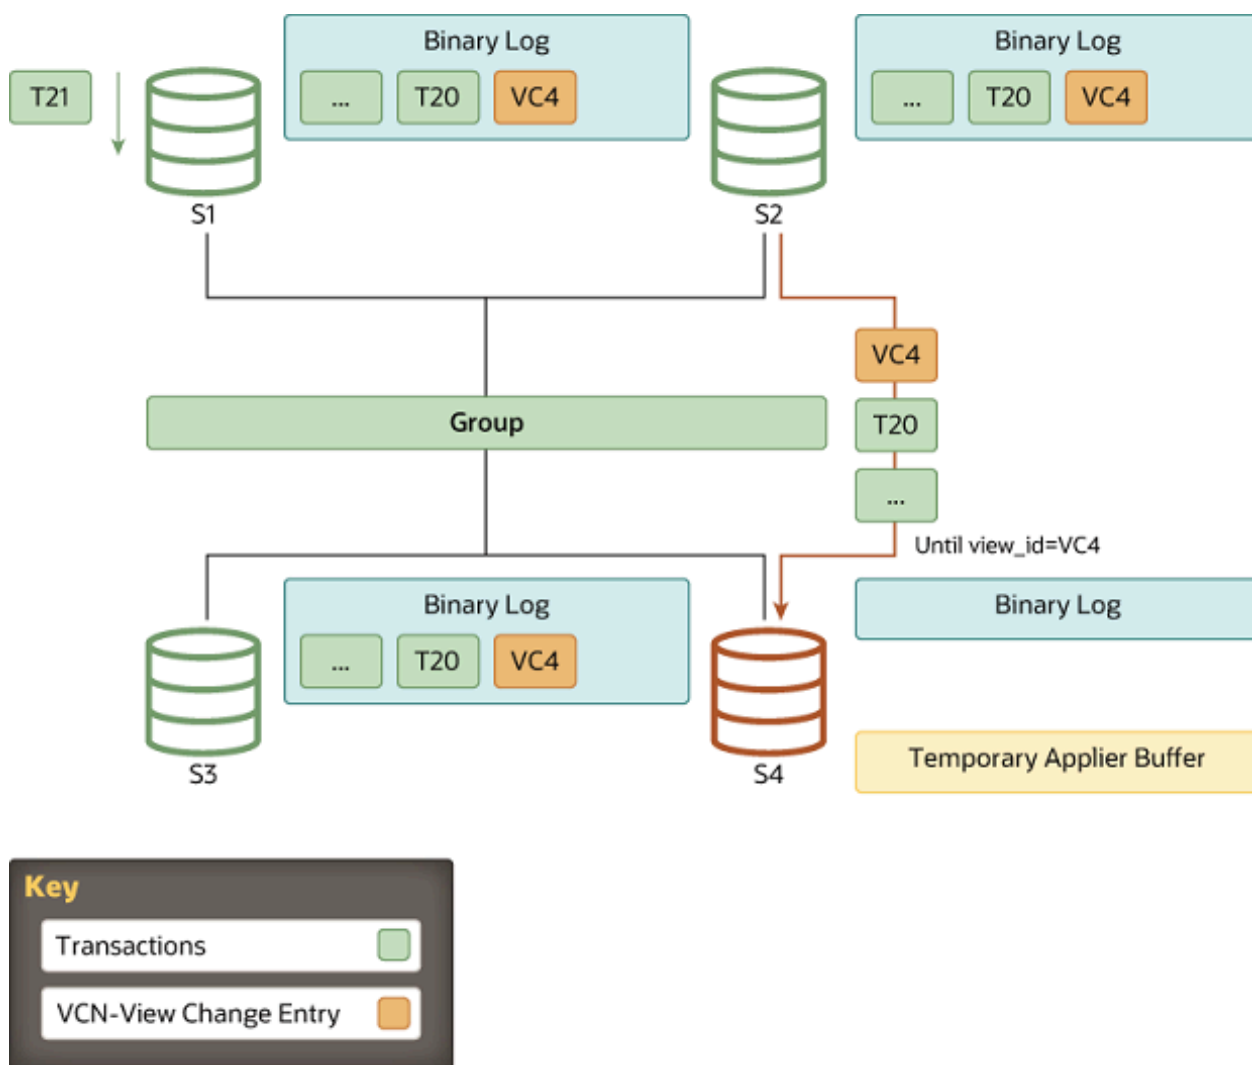 Binary Log
Binary Log
T21
... T20 VC4
... T20 VC4
S1
S2
VC4
Group
T20
...
Until view_id=VC4
Binary Log
Binary Log
... T20 VC4
Temporary Applier Buffer
S3
S4
Key
Transactions
VCN-View Change Entry